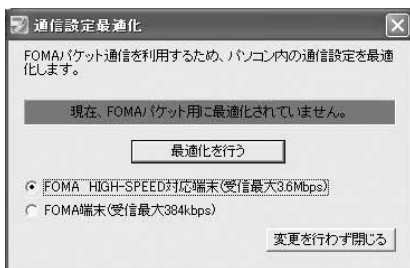 通信設定最適化
FOMAパケット通信を利用するため、パソコン内の通信設定を最適
化します。
現在、FOMAパケット用に最適化されていません。
最適化を行う
FOMA HIGH-SPEED対応端末(受信最大3.6Mbps)
FOMA端末(受信最大384kbps)
変更を行わず閉じる